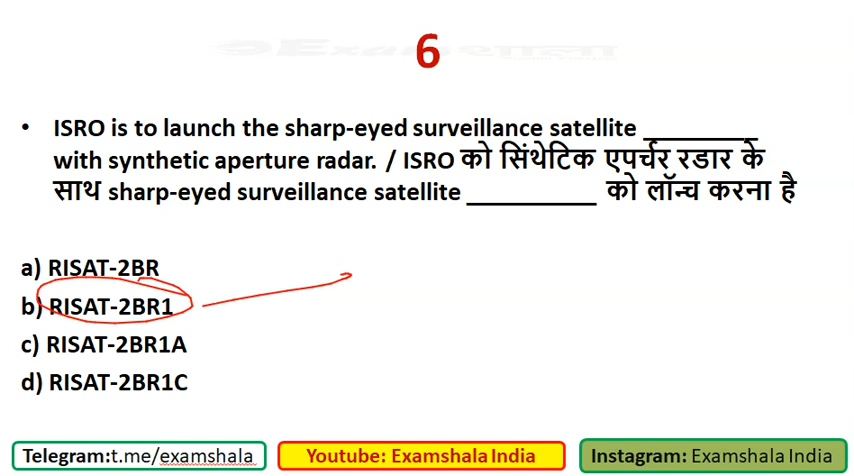 6
• ISRO is to launch the sharp-eyed surveillance satellite ________
with synthetic aperture radar. / ISRO को सिंथेटिक एपर्चर रडार के
साथ sharp-eyed surveillance satellite _________ को लॉन्च करना है
a) RISAT-2BR
b) RISAT-2BR1
c) RISAT-2BR1A
d) RISAT-2BR1C
Telegram:t.me/examshala
Youtube: Examshala India
Instagram: Examshala India